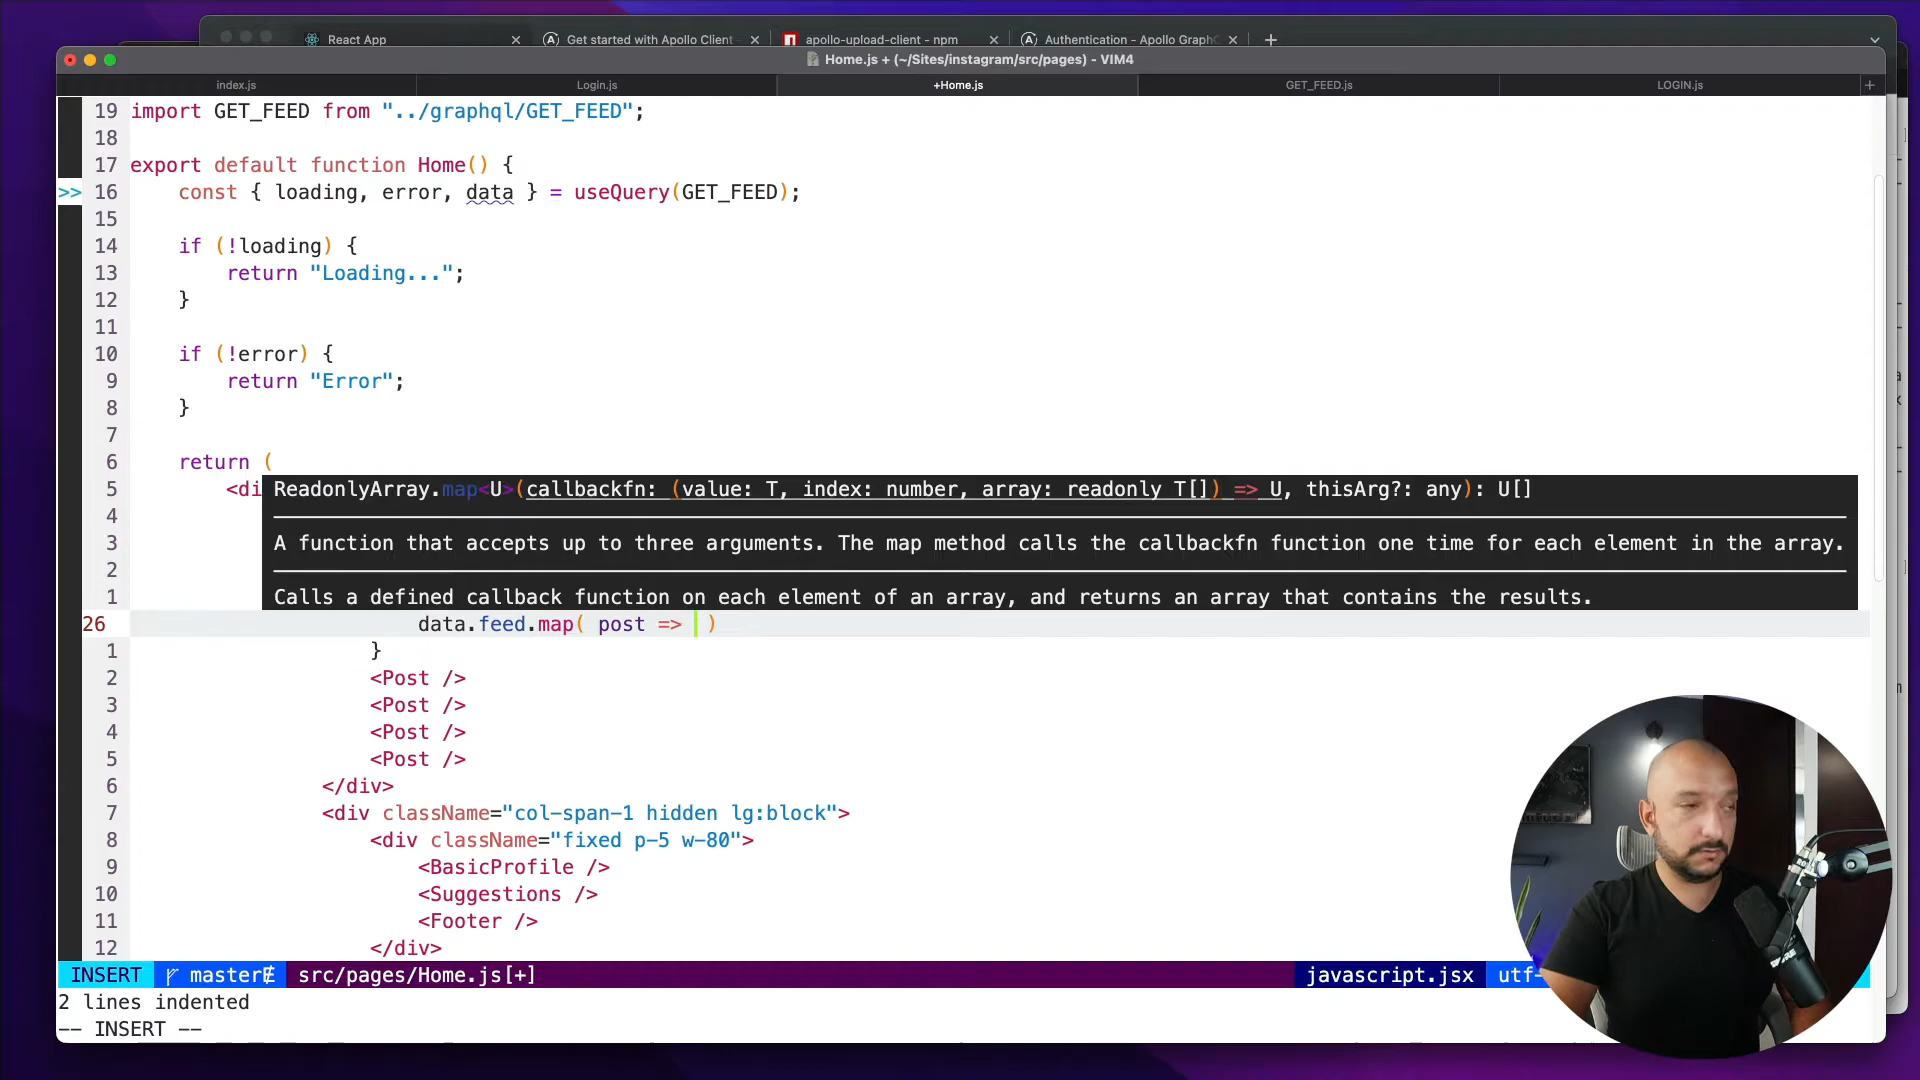 React App
Get started with Apollo Client
apollo-upload-client - npm
Authentication - Apollo GraphQ
Home.js + (~/Sites/instagram/src/pages) - VIM4
index.js
Login.js
+Home.js
GET_FEED.js
LOGIN.js
19 import GET_FEED from "../graphql/GET_FEED";
18
17 export default function Home() {
>> 16 const { loading, error, data } = useQuery(GET_FEED);
15
14 if (!loading) {
13 return "Loading...";
12 }
11
10 if (!error) {
9 return "Error";
8 }
7
6 return (
5 <di
ReadonlyArray.map<U>(callbackfn: (value: T, index: number, array: readonly T[]) => U, thisArg?: any): U[]
4
3 A function that accepts up to three arguments. The map method calls the callbackfn function one time for each element in the array.
2
1 Calls a defined callback function on each element of an array, and returns an array that contains the results.
26 data.feed.map( post => )
1 }
2 <Post />
3 <Post />
4 <Post />
5 <Post />
6 </div>
7 <div className="col-span-1 hidden lg:block">
8 <div className="fixed p-5 w-80">
9 <BasicProfile />
10 <Suggestions />
11 <Footer />
12 </div>
INSERT master src/pages/Home.js[+] javascript.jsx utf-
2 lines indented
-- INSERT --